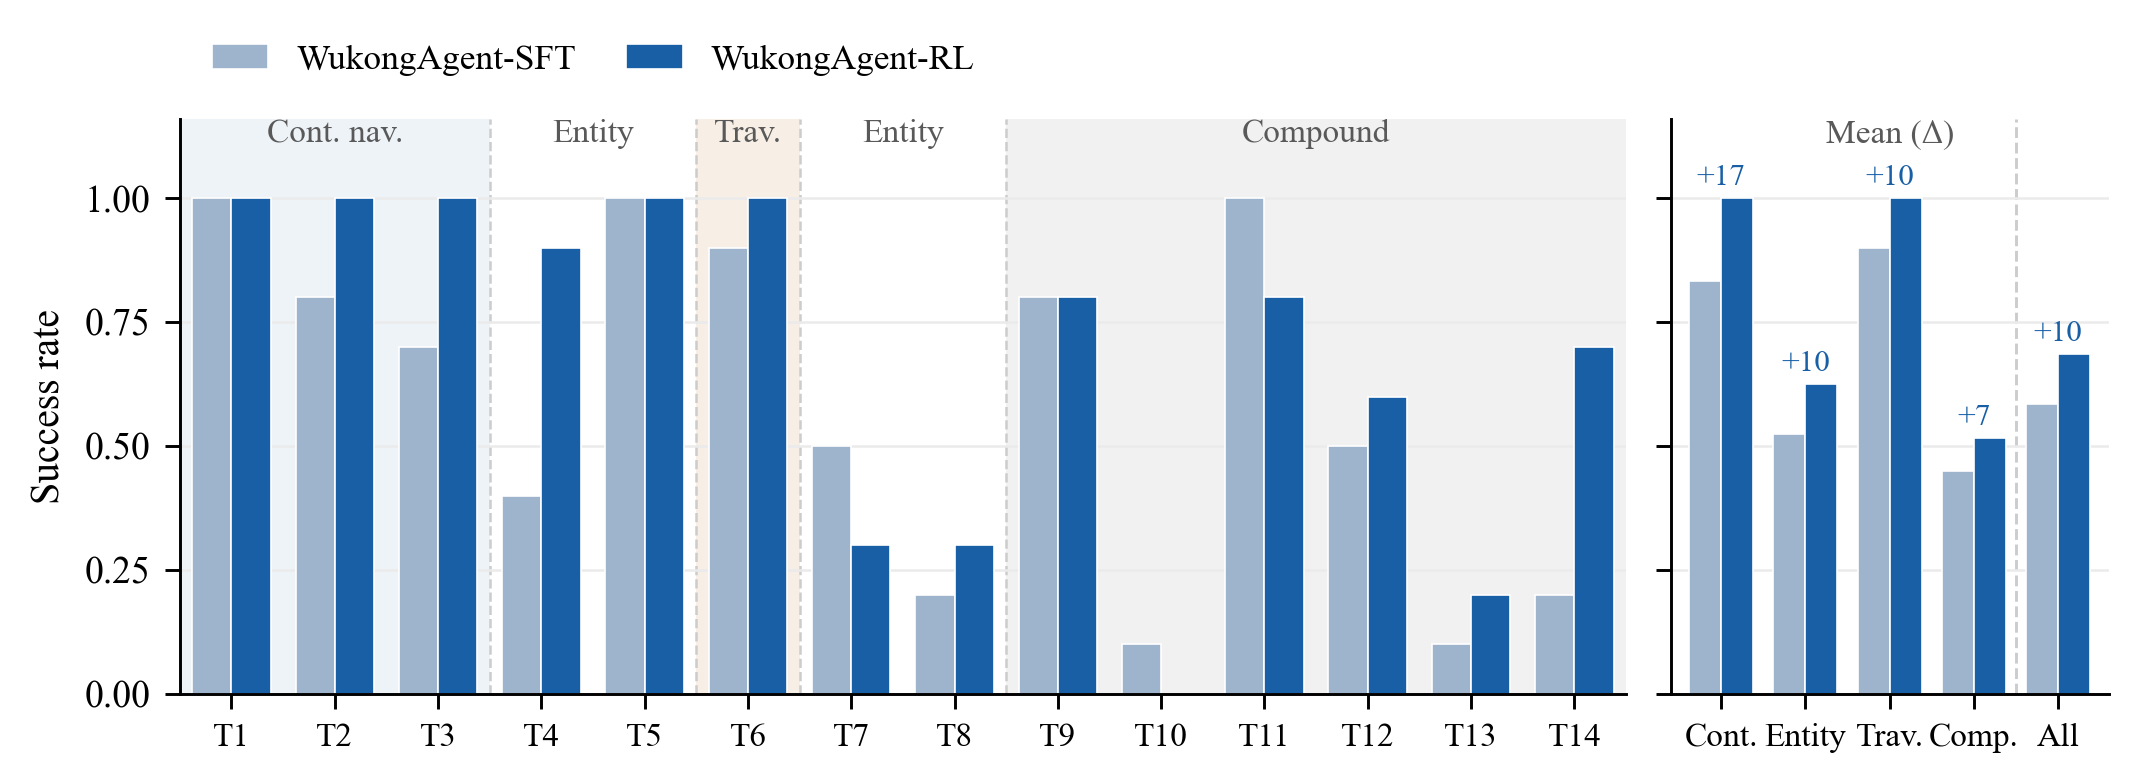 WukongAgent-SFT WukongAgent-RL
Cont. nav. Entity Trav. Entity Compound Mean (Δ)
+17 +10 +10 +7 +10
Success rate
1.00
0.75
0.50
0.25
0.00
T1 T2 T3 T4 T5 T6 T7 T8 T9 T10 T11 T12 T13 T14
Cont. Entity Trav. Comp. All